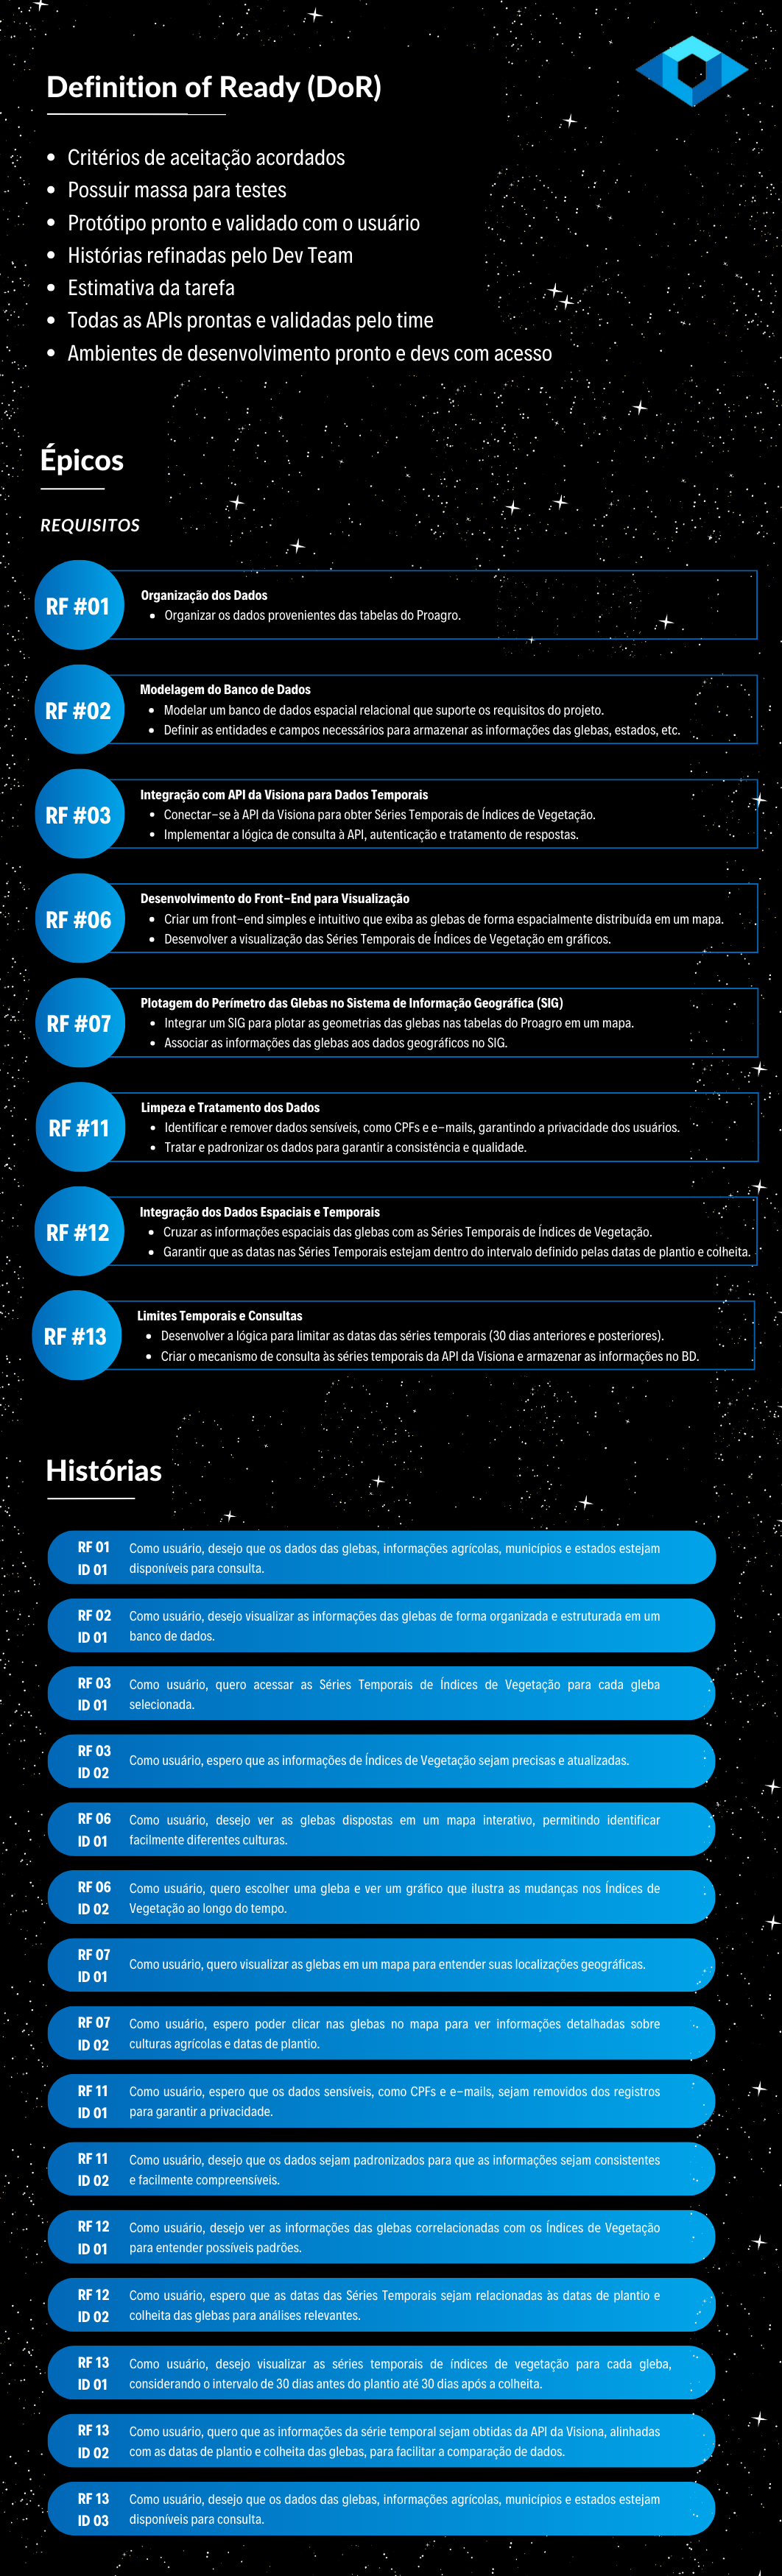 Definition of Ready (DoR)
• Critérios de aceitação acordados
• Possuir massa para testes
• Protótipo pronto e validado com o usuário
• Histórias refinadas pelo Dev Team
• Estimativa da tarefa
• Todas as APIs prontas e validadas pelo time
• Ambientes de desenvolvimento pronto e devs com acesso
Épicos
REQUISITOS
RF #01
Organização dos Dados
• Organizar os dados provenientes das tabelas do Proagro.
RF #02
Modelagem do Banco de Dados
• Modelar um banco de dados espacial relacional que suporte os requisitos do projeto.
• Definir as entidades e campos necessários para armazenar as informações das glebas, estados, etc.
RF #03
Integração com API da Visiona para Dados Temporais
• Conectar-se à API da Visiona para obter Séries Temporais de Índices de Vegetação.
• Implementar a lógica de consulta à API, autenticação e tratamento de respostas.
RF #06
Desenvolvimento do Front-End para Visualização
• Criar um front-end simples e intuitivo que exiba as glebas de forma espacialmente distribuída em um mapa.
• Desenvolver a visualização das Séries Temporais de Índices de Vegetação em gráficos.
RF #07
Plotagem do Perímetro das Glebas no Sistema de Informação Geográfica (SIG)
• Integrar um SIG para plotar as geometrias das glebas nas tabelas do Proagro em um mapa.
• Associar as informações das glebas aos dados geográficos no SIG.
RF #11
Limpeza e Tratamento dos Dados
• Identificar e remover dados sensíveis, como CPFs e e-mails, garantindo a privacidade dos usuários.
• Tratar e padronizar os dados para garantir a consistência e qualidade.
RF #12
Integração dos Dados Espaciais e Temporais
• Cruzar as informações espaciais das glebas com as Séries Temporais de Índices de Vegetação.
• Garantir que as datas nas Séries Temporais estejam dentro do intervalo definido pelas datas de plantio e colheita.
RF #13
Limites Temporais e Consultas
• Desenvolver a lógica para limitar as datas das séries temporais (30 dias anteriores e posteriores).
• Criar o mecanismo de consulta às séries temporais da API da Visiona e armazenar as informações no BD.
Histórias
RF 01
ID 01
Como usuário, desejo que os dados das glebas, informações agrícolas, municípios e estados estejam
disponíveis para consulta.
RF 02
ID 01
Como usuário, desejo visualizar as informações das glebas de forma organizada e estruturada em um
banco de dados.
RF 03
ID 01
Como usuário, quero acessar as Séries Temporais de Índices de Vegetação para cada gleba
selecionada.
RF 03
ID 02
Como usuário, espero que as informações de Índices de Vegetação sejam precisas e atualizadas.
RF 06
ID 01
Como usuário, desejo ver as glebas dispostas em um mapa interativo, permitindo identificar
facilmente diferentes culturas.
RF 06
ID 02
Como usuário, quero escolher uma gleba e ver um gráfico que ilustra as mudanças nos Índices de
Vegetação ao longo do tempo.
RF 07
ID 01
Como usuário, quero visualizar as glebas em um mapa para entender suas localizações geográficas.
RF 07
ID 02
Como usuário, espero poder clicar nas glebas no mapa para ver informações detalhadas sobre
culturas agrícolas e datas de plantio.
RF 11
ID 01
Como usuário, espero que os dados sensíveis, como CPFs e e-mails, sejam removidos dos registros
para garantir a privacidade.
RF 11
ID 02
Como usuário, desejo que os dados sejam padronizados para que as informações sejam consistentes
e facilmente compreensíveis.
RF 12
ID 01
Como usuário, desejo ver as informações das glebas correlacionadas com os Índices de Vegetação
para entender possíveis padrões.
RF 12
ID 02
Como usuário, espero que as datas das Séries Temporais sejam relacionadas às datas de plantio e
colheita das glebas para análises relevantes.
RF 13
ID 01
Como usuário, desejo visualizar as séries temporais de índices de vegetação para cada gleba,
considerando o intervalo de 30 dias antes do plantio até 30 dias após a colheita.
RF 13
ID 02
Como usuário, quero que as informações da série temporal sejam obtidas da API da Visiona, alinhadas
com as datas de plantio e colheita das glebas, para facilitar a comparação de dados.
RF 13
ID 03
Como usuário, desejo que os dados das glebas, informações agrícolas, municípios e estados estejam
disponíveis para consulta.